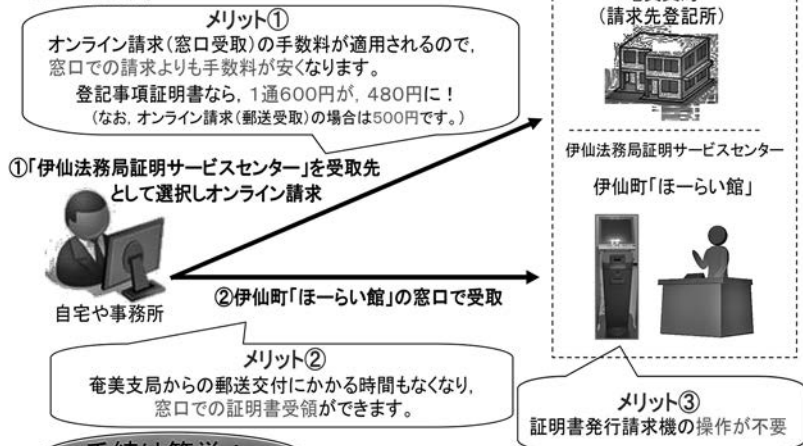 メリット①
オンライン請求(窓口受取)の手数料が適用されるので,
窓口での請求よりも手数料が安くなります。
登記事項証明書なら,1通600円が,480円に!
(なお,オンライン請求(郵送受取)の場合は500円です。)
(請求先登記所)
①「伊仙法務局証明サービスセンター」を受取先
として選択しオンライン請求
自宅や事務所
②伊仙町「ほーらい館」の窓口で受取
伊仙法務局証明サービスセンター
伊仙町「ほーらい館」
メリット②
奄美支局からの郵送交付にかかる時間もなくなり,
窓口での証明書受領ができます。
メリット③
証明書発行請求機の操作が不要